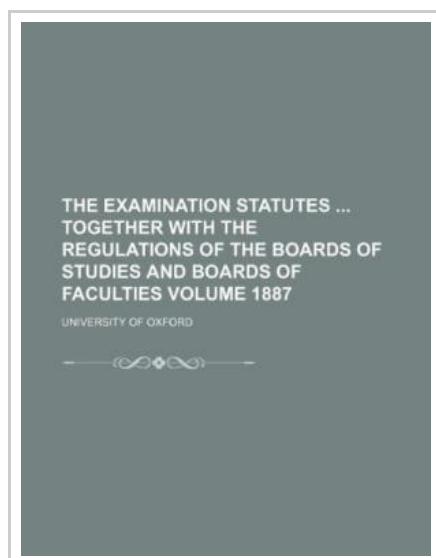 THE EXAMINATION STATUTES ...
TOGETHER WITH THE
REGULATIONS OF THE BOARDS OF
STUDIES AND BOARDS OF
FACULTIES VOLUME 1887
UNIVERSITY OF OXFORD